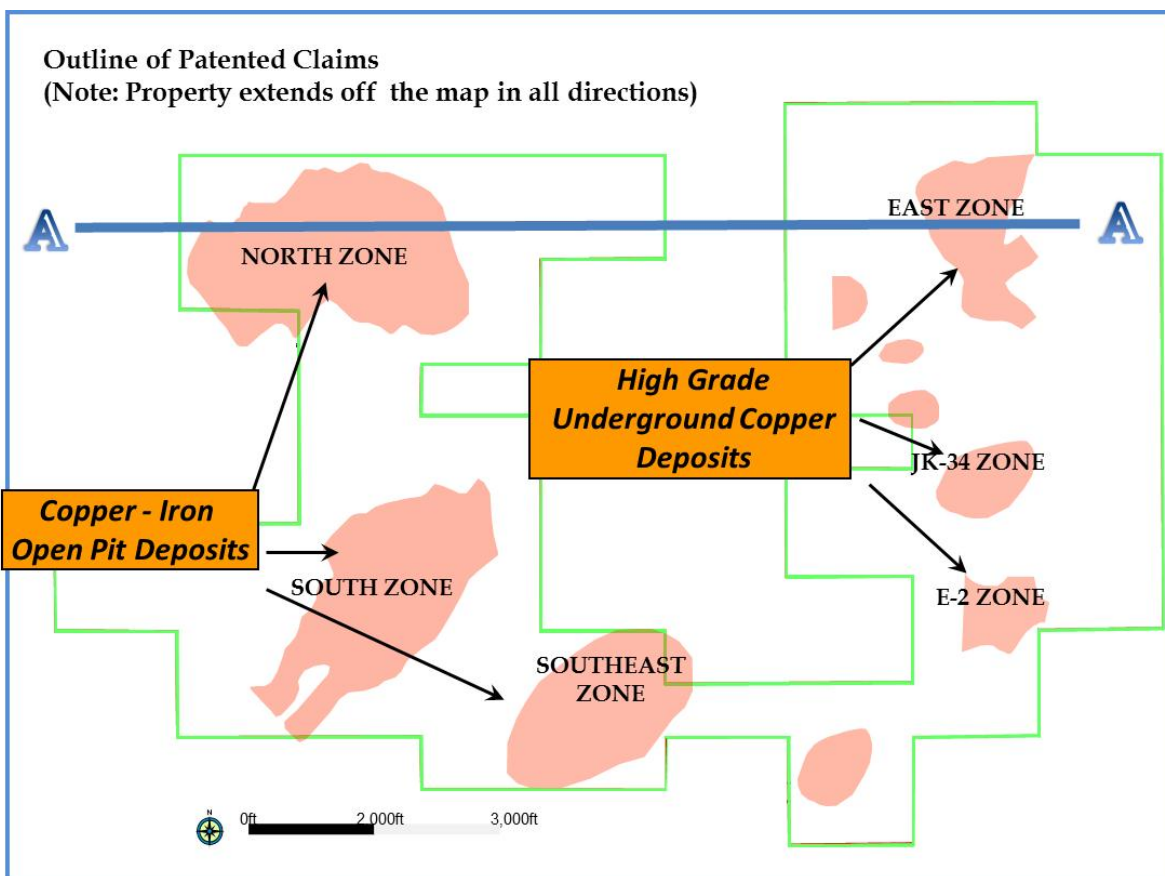 Outline of Patented Claims
(Note: Property extends off the map in all directions)
A
A
EAST ZONE
NORTH ZONE
High Grade
Underground Copper
Deposits
JK-34 ZONE
Copper - Iron
Open Pit Deposits
SOUTH ZONE
E-2 ZONE
SOUTHEAST
ZONE
N
0ft
2,000ft
3,000ft